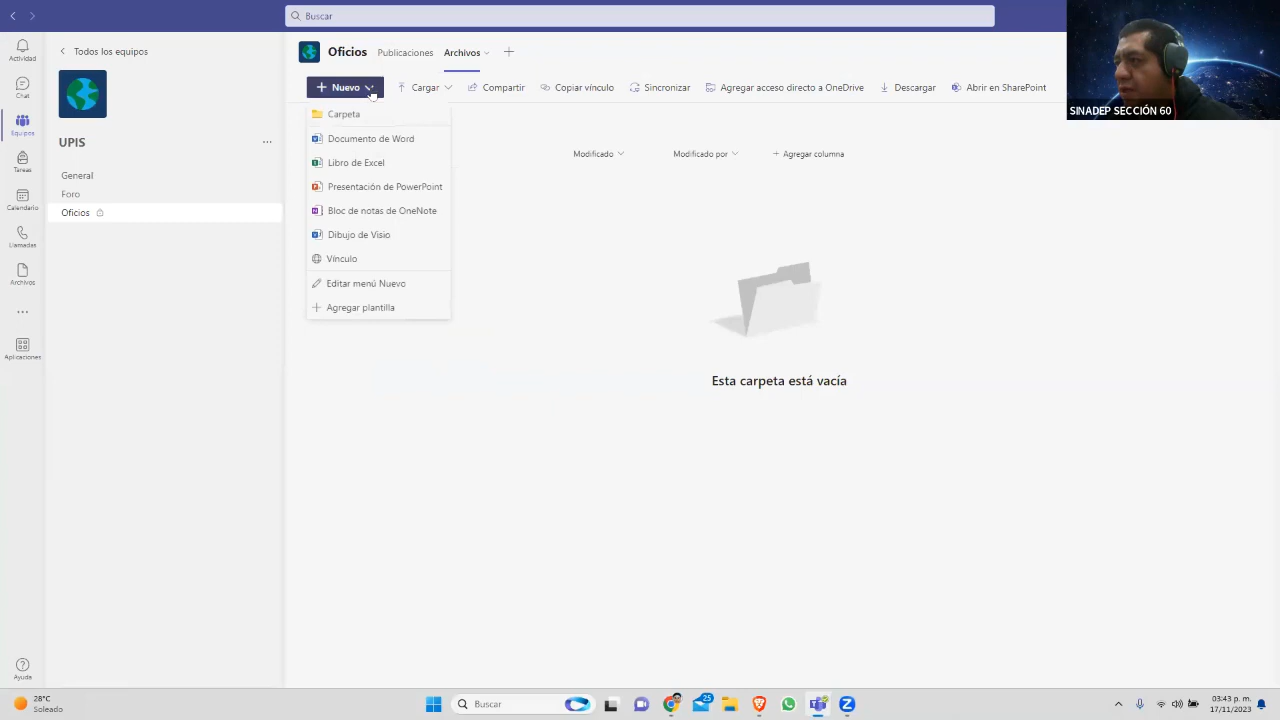 Buscar
SINADEP SECCIÓN 60
Actividad
Chat
Equipos
Tareas
Calendario
Llamadas
Archivos
Aplicaciones
Ayuda
Todos los equipos
UPIS
General
Foro
Oficios
Oficios Publicaciones Archivos
Nuevo Cargar Compartir Copiar vínculo Sincronizar Agregar acceso directo a OneDrive Descargar Abrir en SharePoint
Carpeta
Documento de Word
Libro de Excel
Presentación de PowerPoint
Bloc de notas de OneNote
Dibujo de Visio
Vínculo
Editar menú Nuevo
Agregar plantilla
Modificado Modificado por Agregar columna
Esta carpeta está vacía
28°C
Soleado
Buscar
25
03:43 p. m.
17/11/2023